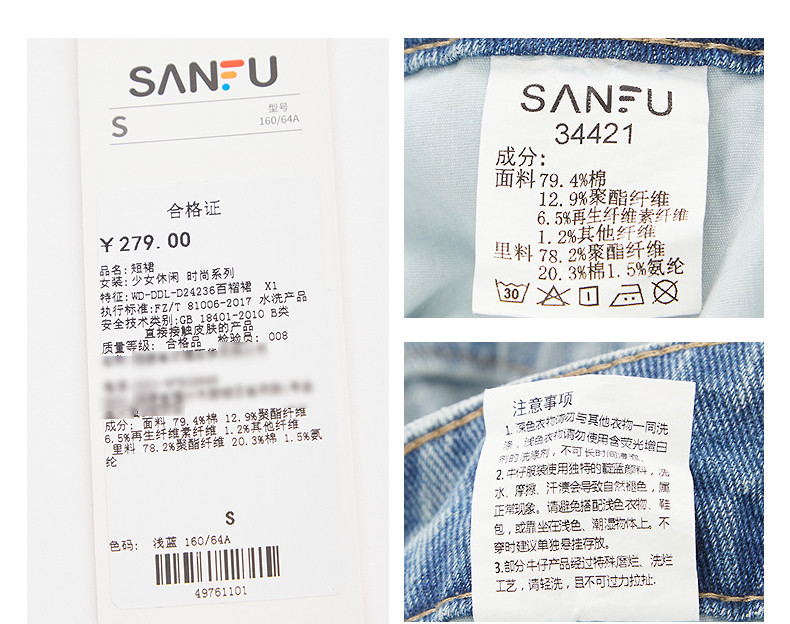 SANFU
型号
S
160/64A
合格证
￥279.00
品名:短裙
女装:少女休闲 时尚系列
特征:WD-DDL-D24236百褶裙 X1
执行标准:FZ/T 81006-2017 水洗产品
安全技术类别:GB 18401-2010 B类
直接接触皮肤的产品
质量等级: 合格品 检验员: 008
成分: 面料 79.4%棉 12.9%聚酯纤维
6.5%再生纤维素纤维 1.2%其他纤维
里料 78.2%聚酯纤维 20.3%棉 1.5%氨
纶
S
色码: 浅蓝 160/64A
49761101
SANFU
34421
成分:
面料79.4%棉
12.9%聚酯纤维
6.5%再生纤维素纤维
1.2%其他纤维
里料78.2%聚酯纤维
20.3%棉1.5%氨纶
30
注意事项
1.深色衣物请勿与其他衣物一同洗
涤,浅色衣物请勿使用含荧光增白
剂的洗涤剂,不可长时间浸泡.
2.牛仔服装使用独特的靛蓝颜料,洗
水、摩擦、汗渍会导致自然褪色,属
正常现象。请避免搭配浅色衣物、鞋
包,或靠坐在浅色、潮湿物体上。不
穿时建议单独悬挂存放。
3.部分牛仔产品经过特殊磨烂、洗烂
工艺,请轻洗,且不可过力拉扯.